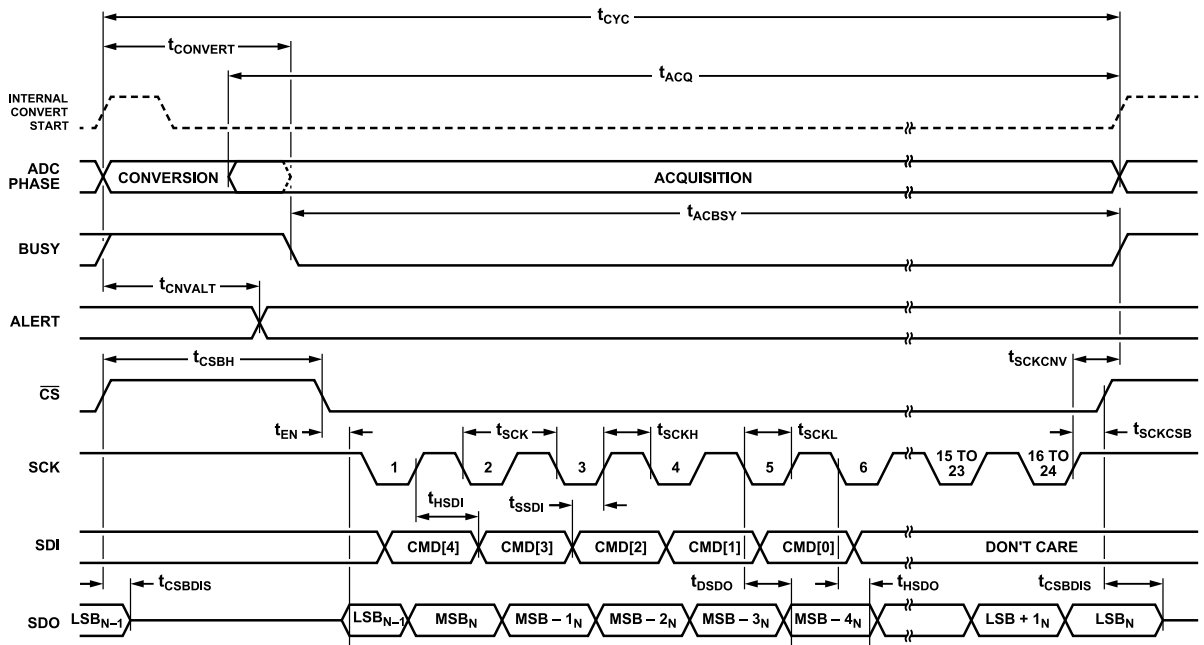 tCYC
tCONVERT
tACQ
INTERNAL
CONVERT
START
ADC
PHASE
CONVERSION
ACQUISITION
tACBSY
BUSY
tCNVALT
ALERT
tCSBH
tSCKCNV
CS
tEN
tSCK
tSCKH
tSCKL
tSCKCSB
SCK
1
2
3
4
5
6
15 TO
23
16 TO
24
tHSDI
tSSDI
SDI
CMD[4]
CMD[3]
CMD[2]
CMD[1]
CMD[0]
DON'T CARE
tCSBDIS
tDSDO
tHSDO
tCSBDIS
SDO
LSBN–1
LSBN–1
MSBN
MSB – 1N
MSB – 2N
MSB – 3N
MSB – 4N
LSB + 1N
LSBN